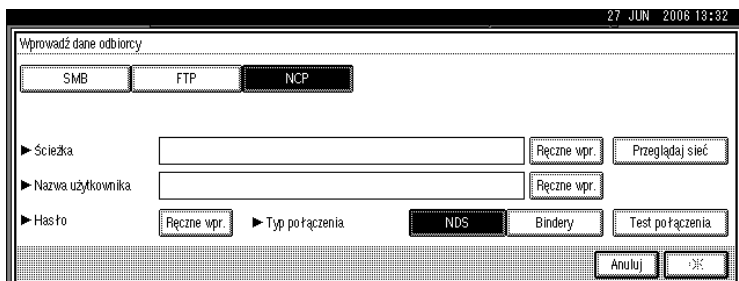 27 JUN 2006 13:32
Wprowadź dane odbiorcy
SMB FTP NCP
►Ścieżka Ręczne wpr. Przeglądaj sieć
►Nazwa użytkownika Ręczne wpr.
►Hasło Ręczne wpr. ►Typ połączenia NDS Bindery Test połączenia
Anuluj OK